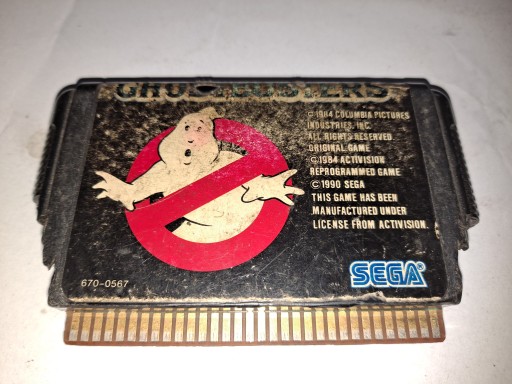 GHOSTBUSTERS
© 1984 COLUMBIA PICTURES
INDUSTRIES, INC.
ALL RIGHTS RESERVED.
ORIGINAL GAME
© 1984 ACTIVISION
REPROGRAMMED GAME
© 1990 SEGA
THIS GAME HAS BEEN
MANUFACTURED UNDER
LICENSE FROM ACTIVISION.
SEGA®
670-0567